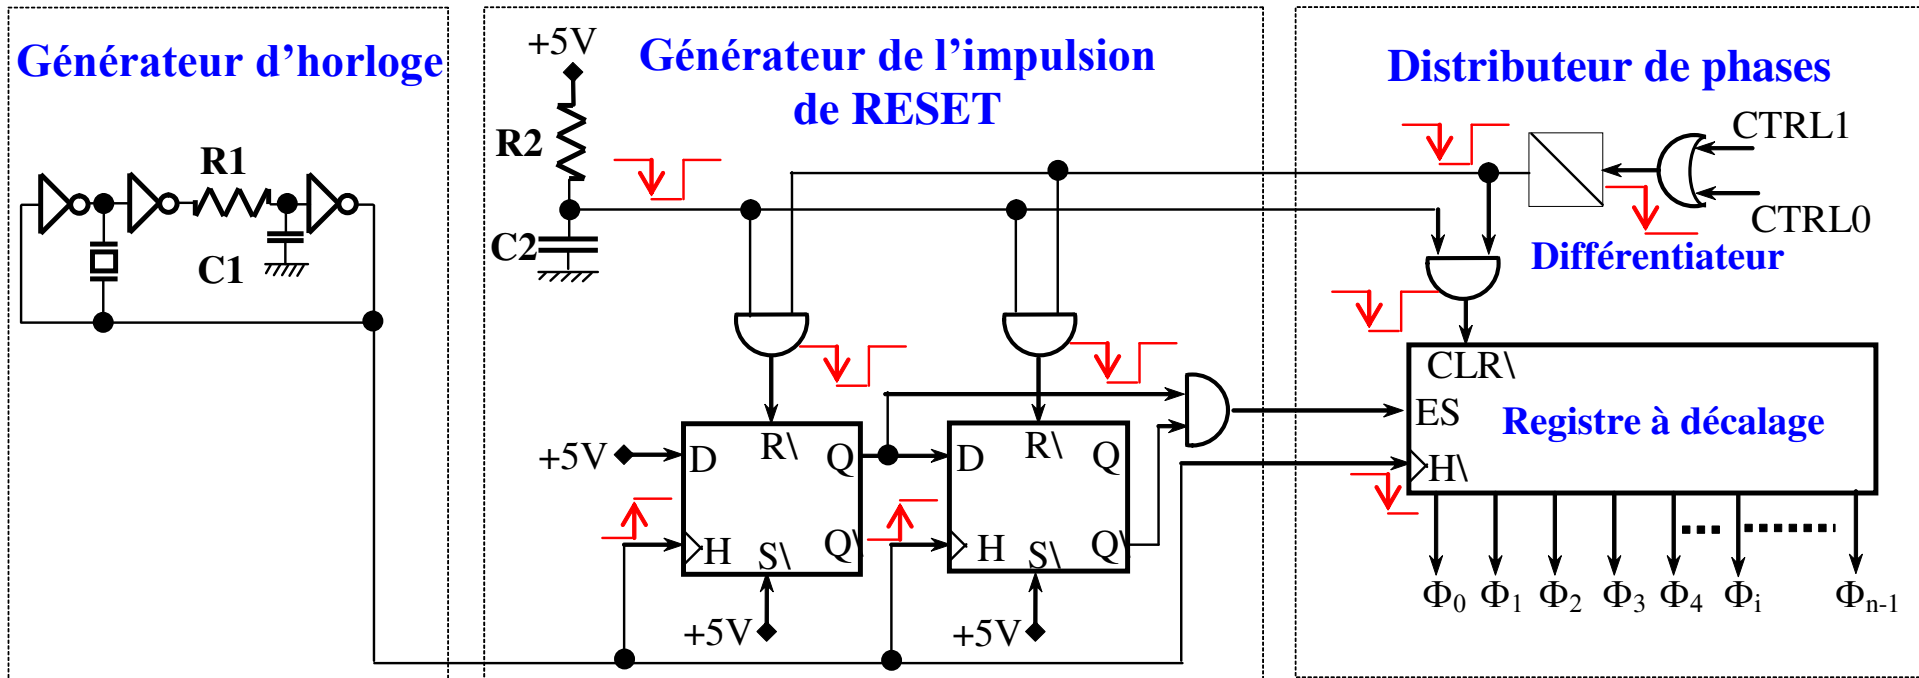 Générateur d'horloge
R1
C1
Générateur de l'impulsion
de RESET
+5V
R2
C2
+5V
D
R\
Q
H
S\
Q\
+5V
D
R\
Q
H
S\
Q\
+5V
Distributeur de phases
CTRL1
CTRL0
Différentiateur
CLR\
ES
Registre à décalage
H\
Φ0 Φ1 Φ2 Φ3 Φ4 Φi Φn-1